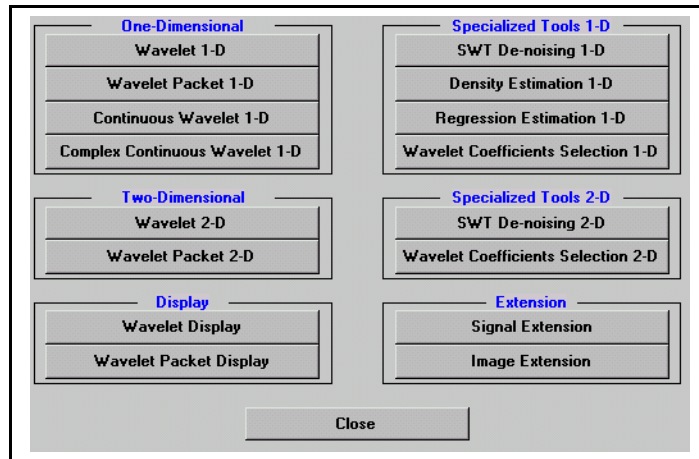 One-Dimensional
Wavelet 1-D
Wavelet Packet 1-D
Continuous Wavelet 1-D
Complex Continuous Wavelet 1-D
Two-Dimensional
Wavelet 2-D
Wavelet Packet 2-D
Display
Wavelet Display
Wavelet Packet Display
Specialized Tools 1-D
SWT De-noising 1-D
Density Estimation 1-D
Regression Estimation 1-D
Wavelet Coefficients Selection 1-D
Specialized Tools 2-D
SWT De-noising 2-D
Wavelet Coefficients Selection 2-D
Extension
Signal Extension
Image Extension
Close